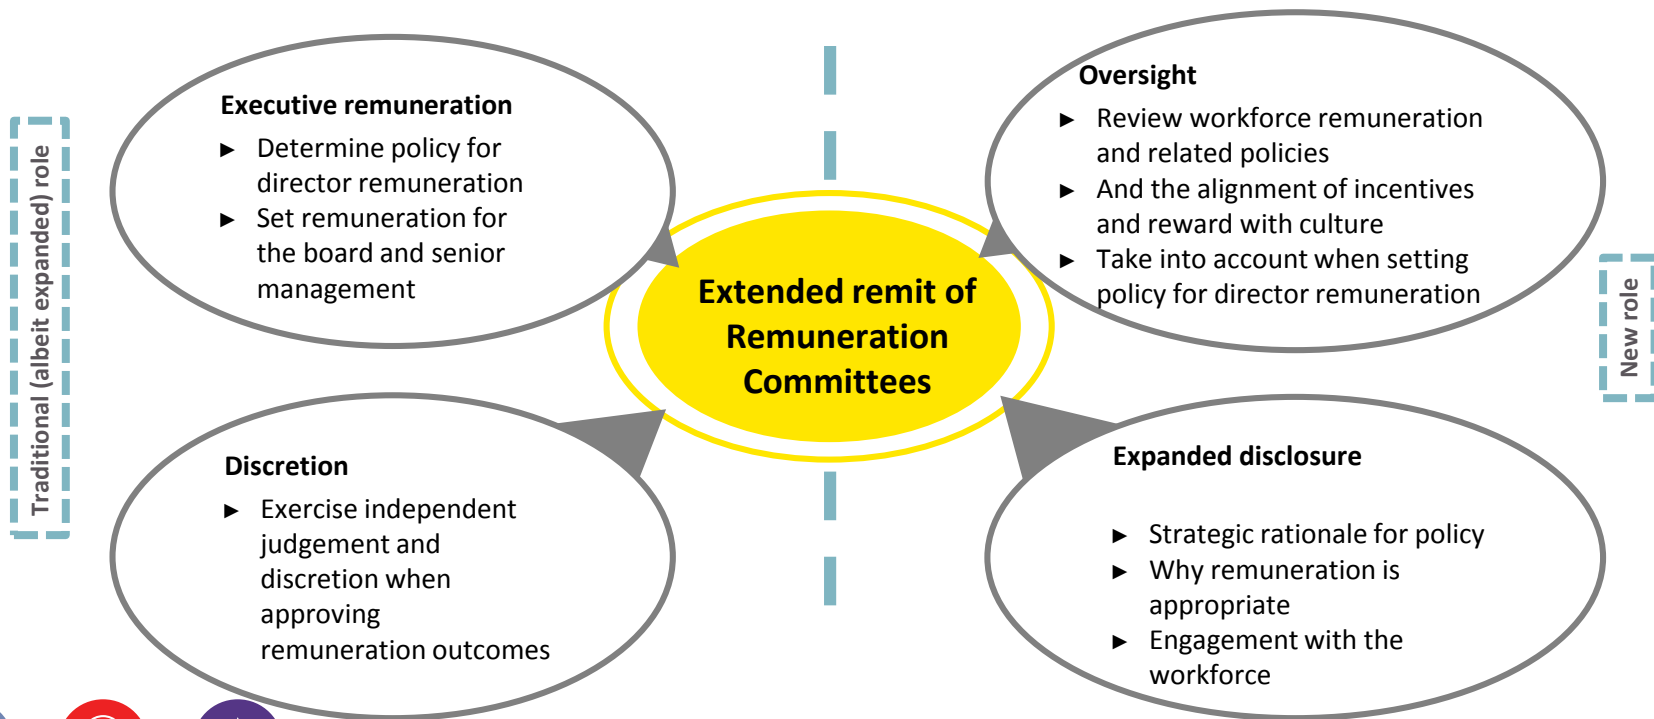 Traditional (albeit expanded) role
Executive remuneration
► Determine policy for
director remuneration
► Set remuneration for
the board and senior
management
Discretion
► Exercise independent
judgement and
discretion when
approving
remuneration outcomes
Extended remit of
Remuneration
Committees
Oversight
► Review workforce remuneration
and related policies
► And the alignment of incentives
and reward with culture
► Take into account when setting
policy for director remuneration
Expanded disclosure
► Strategic rationale for policy
► Why remuneration is
appropriate
► Engagement with the
workforce
New role